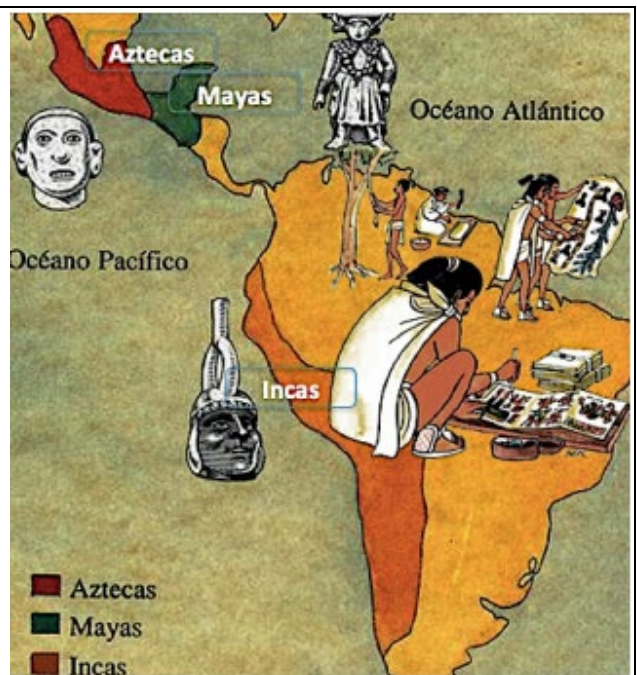 Aztecas
Mayas
Océano Atlántico
Océano Pacífico
Incas
Aztecas
Mayas
Incas